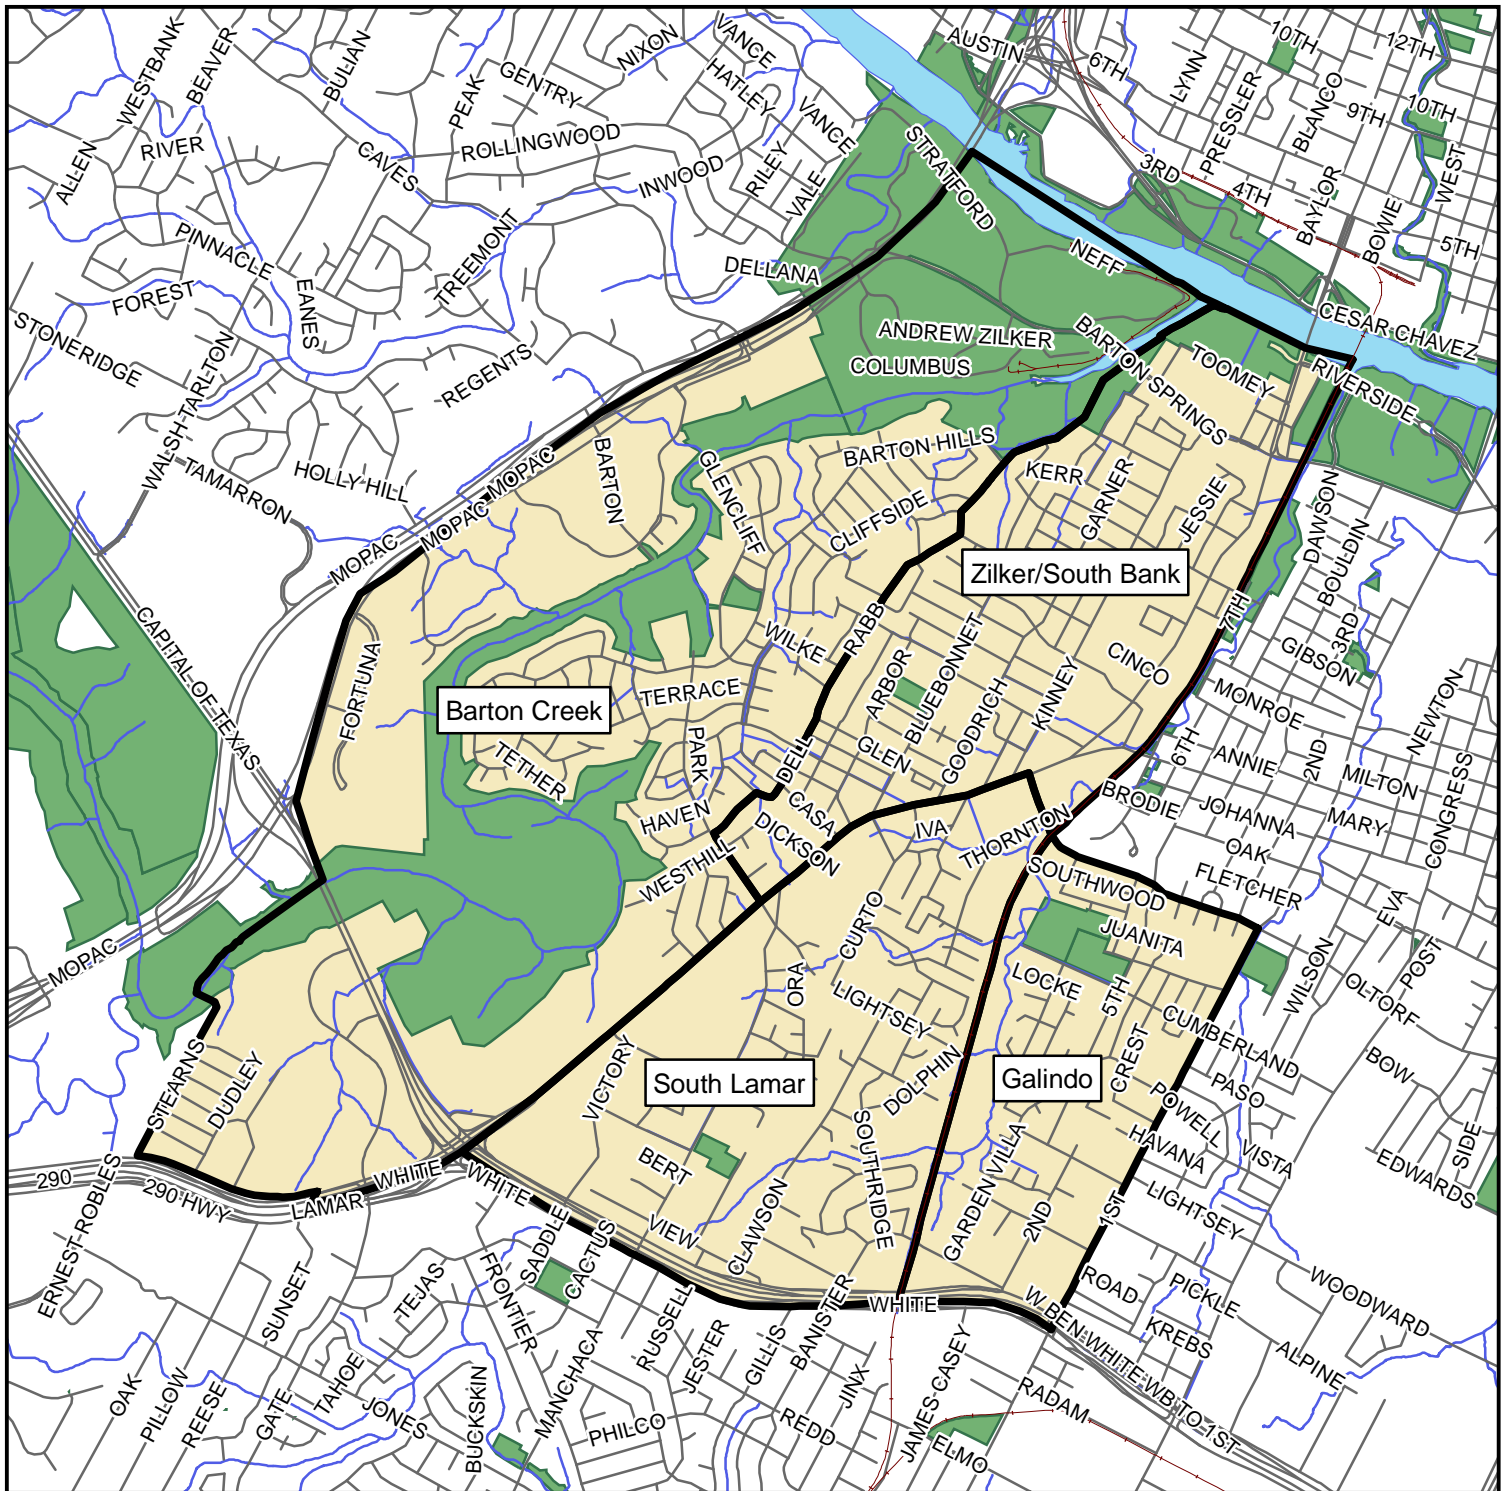 WESTBANK
BEAVER
BULIAN
PEAK
GENTRY
NIXON
VANCE
HATLEY
VANCE
AUSTIN
6TH
LYNN
10TH
12TH
PRESSLER
BLANCO
9TH
10TH
ALLEN
RIVER
CAVES
ROLLINGWOOD
INWOOD
RILEY
VALE
STRATFORD
3RD
4TH
BAYLOR
BOWIE
WEST
5TH
PINNACLE
FOREST
EANES
TREEMONT
DELLANA
NEFF
CESAR CHAVEZ
STONERIDGE
WALSH-TARLTON
REGENTS
ANDREW ZILKER
COLUMBUS
BARTON SPRINGS
TOOMEY
RIVERSIDE
TAMARRON
HOLLY HILL
MOPAC
MOPAC
MOPAC
BARTON
GLENCLIFF
BARTON HILLS
CLIFFSIDE
KERR
GARNER
JESSIE
DAWSON
BOULDIN
3RD
GIBSON
Zilker/South Bank
7TH
CAPITAL OF TEXAS
FORTUNA
Barton Creek
TERRACE
WILKE
RABB
ARBOR
BLUEBONNET
GOODRICH
KINNEY
CINCO
MONROE
NEWTON
TETHER
PARK
DELL
GLEN
6TH
ANNIE
2ND
MILTON
CONGRESS
HAVEN
CASA
DICKSON
IVA
THORNTON
BRODIE
JOHANNA
MARY
OAK
WESTHILL
SOUTHWOOD
FLETCHER
EVA
MOPAC
CURTO
JUANITA
WILSON
POST
ORA
LOCKE
5TH
OLTORF
LIGHTSEY
CUMBERLAND
STEARNS
DUDLEY
VICTORY
South Lamar
DOLPHIN
Galindo
CREST
POWELL
PASO
BOW
SIDE
SOUTHRIDGE
HAVANA
VISTA
EDWARDS
290
290 HWY
LAMAR
WHITE
WHITE
BERT
VIEW
CLAWSON
GARDEN VILLA
2ND
1ST
LIGHTSEY
ERNEST-ROBLES
SUNSET
TEJAS
FRONTIER
SADDLE
CACTUS
RUSSELL
BANISTER
WHITE
W BEN WHITE WB TO 1ST
ROAD
PICKLE
KREBS
WOODWARD
ALPINE
OAK
PILLOW
REESE
GATE
TAHOE
JONES
BUCKSKIN
MANCHACA
PHILCO
JESTER
GILLIS
REDD
JINX
JAMES-CASEY
ELMO
RADAM